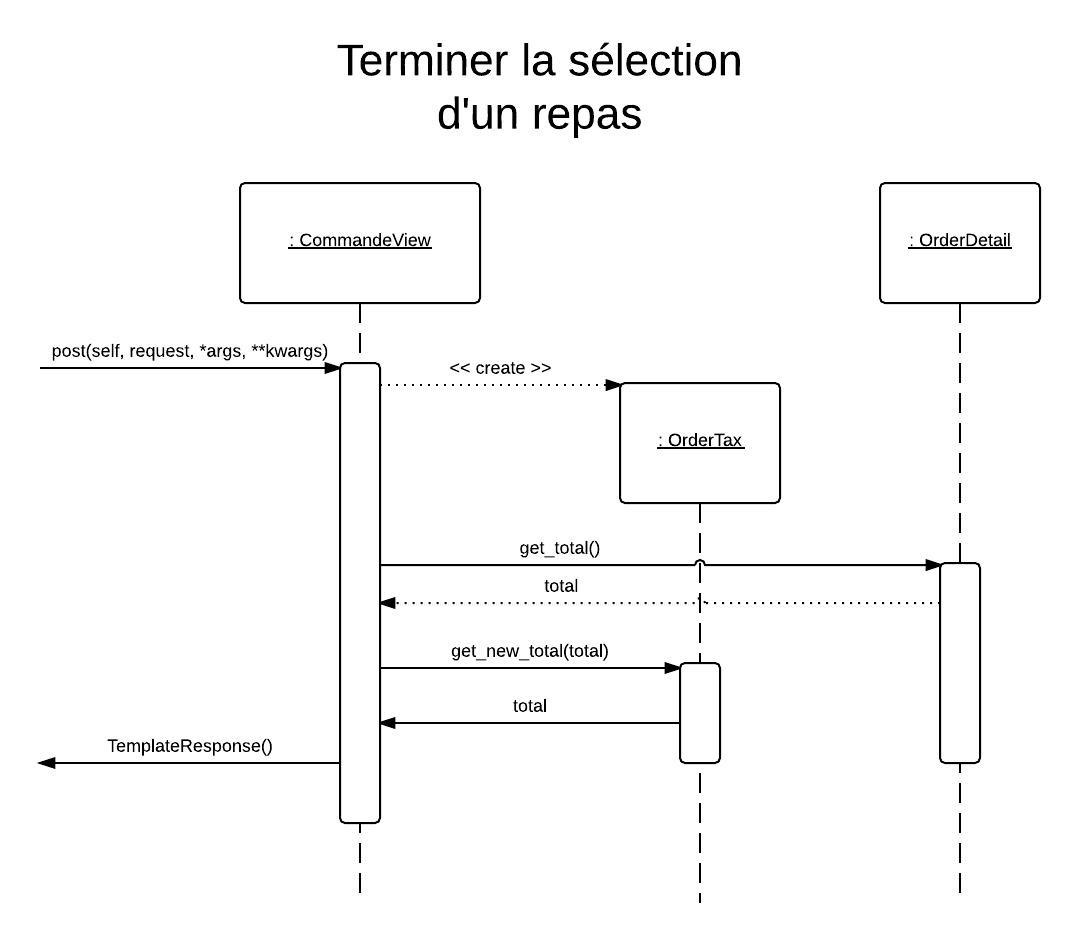 Terminer la sélection
d'un repas
: CommandeView
: OrderDetail
post(self, request, *args, **kwargs)
<< create >>
: OrderTax
get_total()
total
get_new_total(total)
total
TemplateResponse()